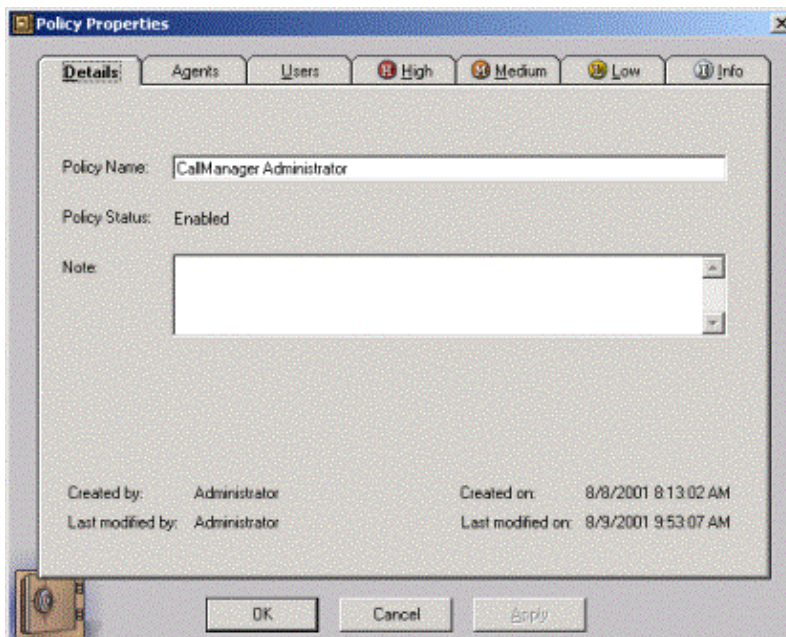 Policy Properties
Details Agents Users H High M Medium Low Info
Policy Name: CallManager Administrator
Policy Status: Enabled
Note:
Created by: Administrator Created on: 8/8/2001 8:13:02 AM
Last modified by: Administrator Last modified on: 8/9/2001 9:53:07 AM
OK Cancel Apply